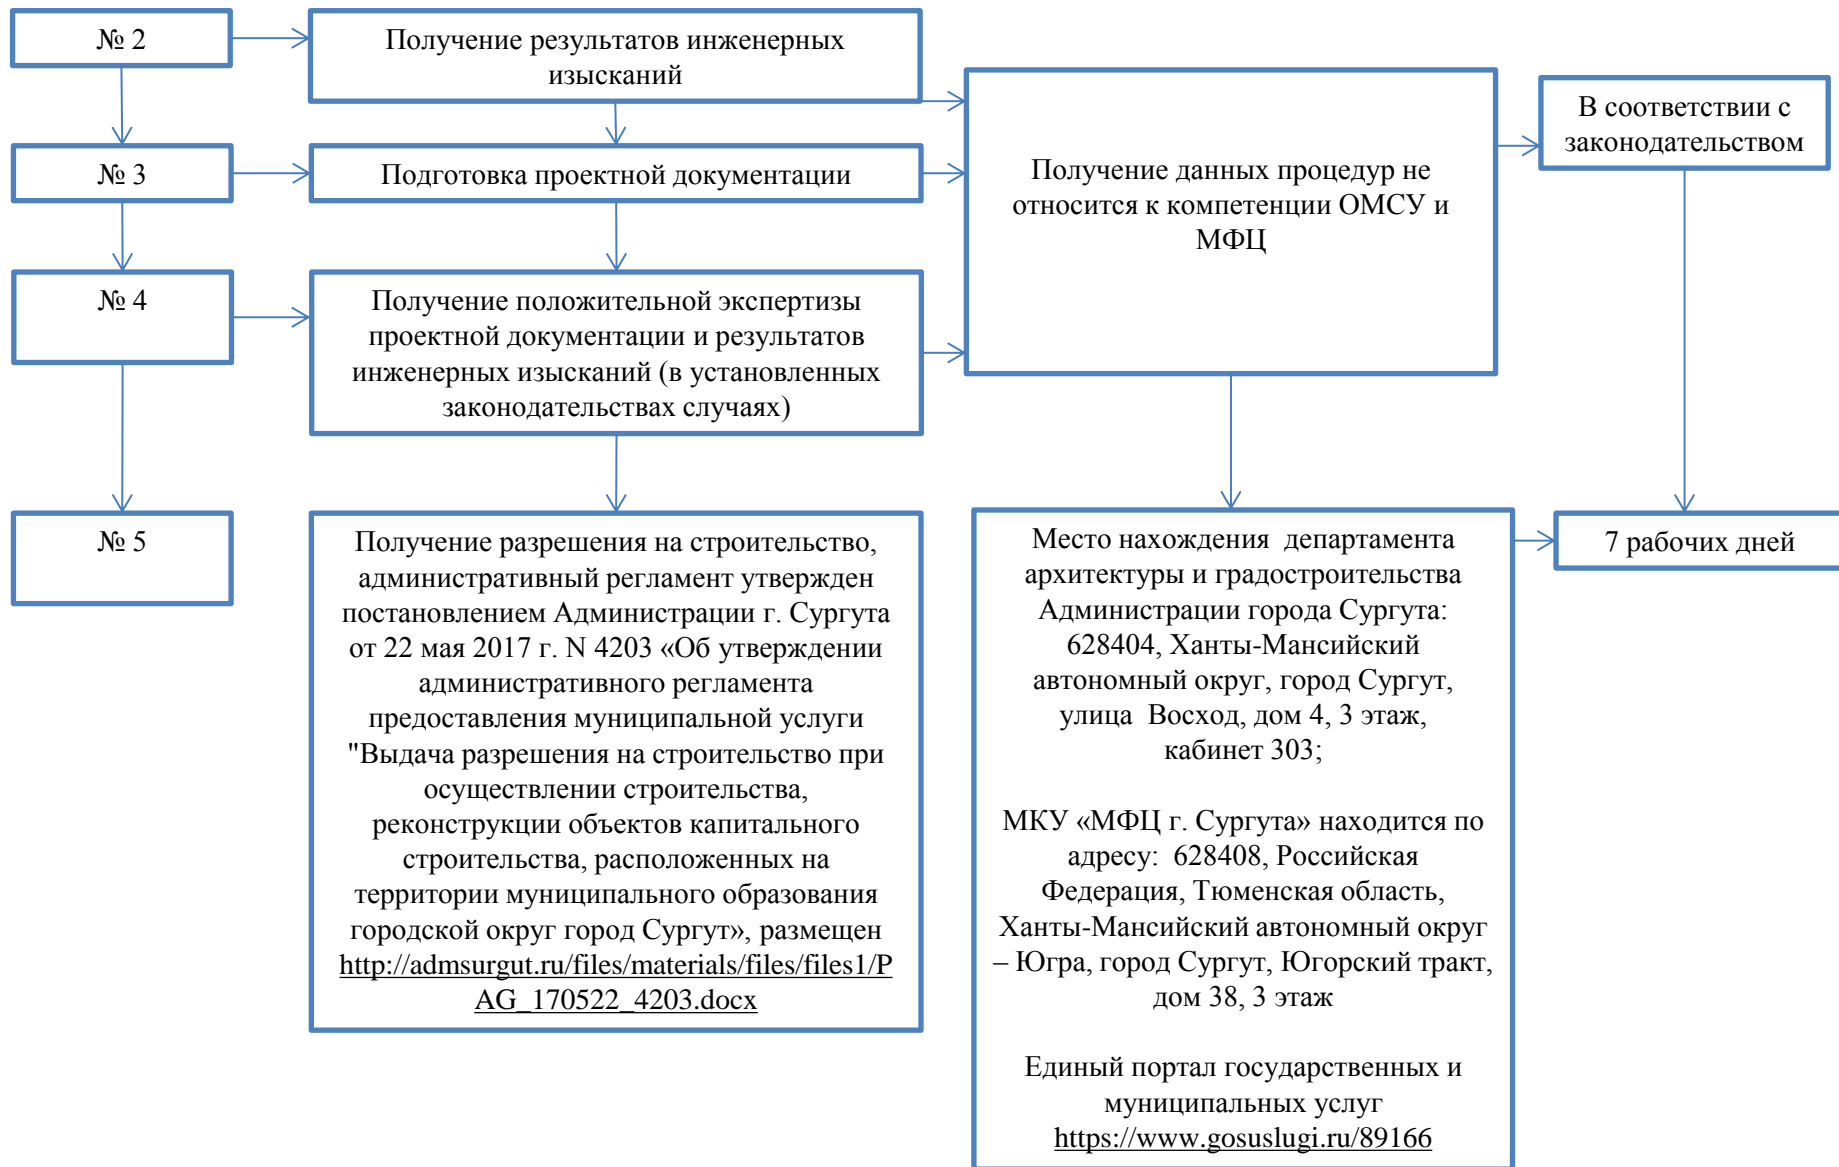 № 2
Получение результатов инженерных
изысканий
№ 3
Подготовка проектной документации
№ 4
Получение положительной экспертизы
проектной документации и результатов
инженерных изысканий (в установленных
законодательствах случаях)
Получение данных процедур не
относится к компетенции ОМСУ и
МФЦ
В соответствии с
законодательством
№ 5
Получение разрешения на строительство,
административный регламент утвержден
постановлением Администрации г. Сургута
от 22 мая 2017 г. N 4203 «Об утверждении
административного регламента
предоставления муниципальной услуги
"Выдача разрешения на строительство при
осуществлении строительства,
реконструкции объектов капитального
строительства, расположенных на
территории муниципального образования
городской округ город Сургут», размещен
http://admsurgut.ru/files/materials/files/files1/P
AG_170522_4203.docx
Место нахождения департамента
архитектуры и градостроительства
Администрации города Сургута:
628404, Ханты-Мансийский
автономный округ, город Сургут,
улица Восход, дом 4, 3 этаж,
кабинет 303;
МКУ «МФЦ г. Сургута» находится по
адресу: 628408, Российская
Федерация, Тюменская область,
Ханты-Мансийский автономный округ
– Югра, город Сургут, Югорский тракт,
дом 38, 3 этаж
Единый портал государственных и
муниципальных услуг
https://www.gosuslugi.ru/89166
7 рабочих дней